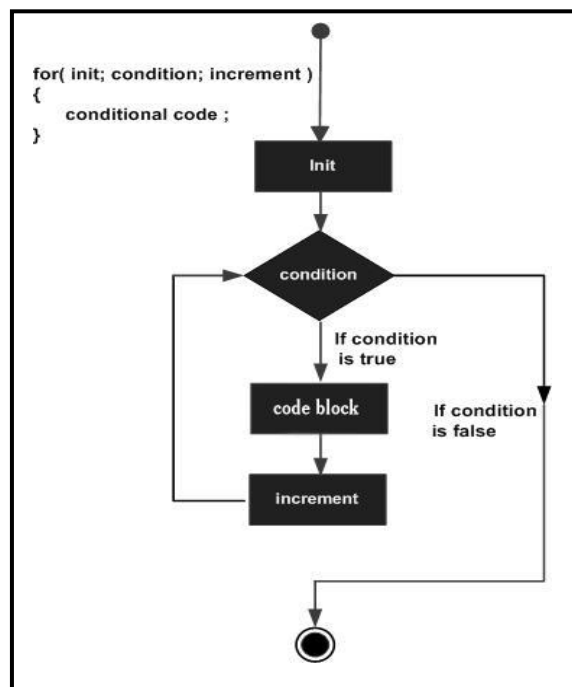 for( init; condition; increment )
{
conditional code ;
}
Init
condition
If condition
is true
code block
If condition
is false
increment